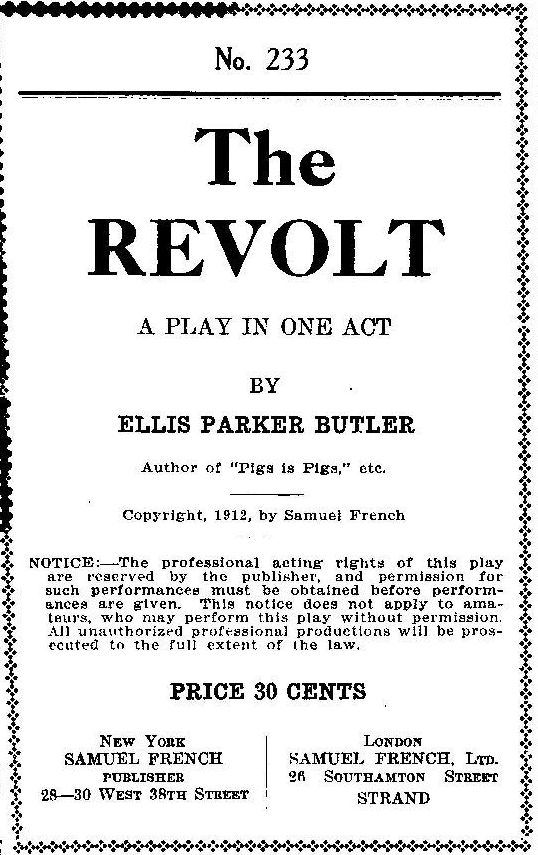 No. 233
The
REVOLT
A PLAY IN ONE ACT
BY
ELLIS PARKER BUTLER
Author of "Pigs is Pigs," etc.
Copyright, 1912, by Samuel French
NOTICE:—The professional acting rights of this play
are reserved by the publisher, and permission for
such performances must be obtained before perform-
ances are given. This notice does not apply to ama-
teurs, who may perform this play without permission.
All unauthorized professional productions will be pros-
ecuted to the full extent of the law.
PRICE 30 CENTS
NEW YORK
SAMUEL FRENCH
PUBLISHER
28—30 WEST 38TH STREET
LONDON
SAMUEL FRENCH, LTD.
26 SOUTHAMTON STREET
STRAND